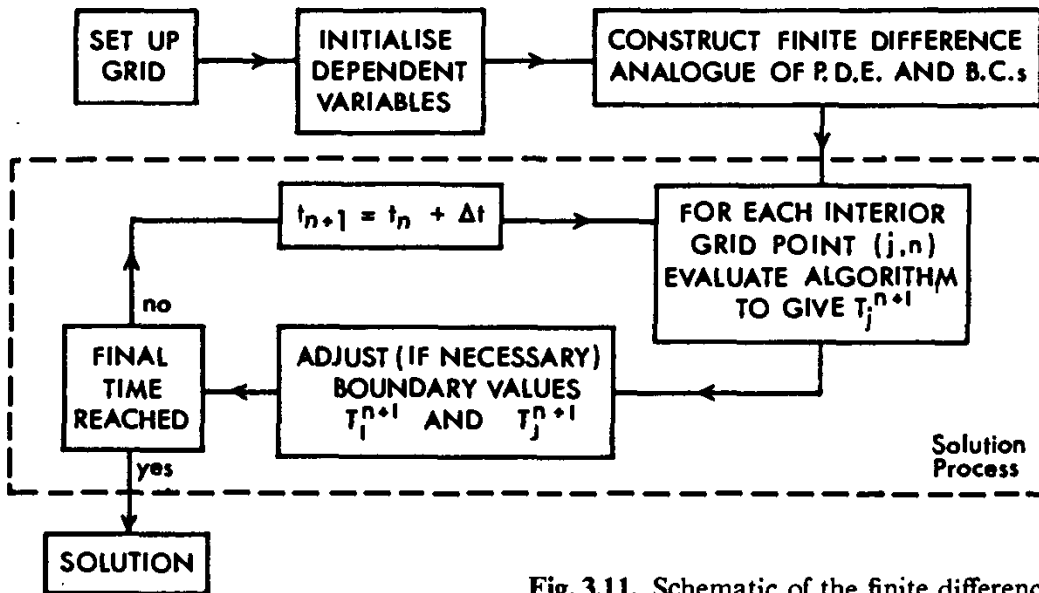 SET UP
GRID
INITIALISE
DEPENDENT
VARIABLES
CONSTRUCT FINITE DIFFERENCE
ANALOGUE OF P.D.E. AND B.C.s
t_{n+1} = t_n + Δt
FOR EACH INTERIOR
GRID POINT (j,n)
EVALUATE ALGORITHM
TO GIVE T_j^{n+1}
no
FINAL
TIME
REACHED
ADJUST (IF NECESSARY)
BOUNDARY VALUES
T_1^{n+1} AND T_j^{n+1}
yes
Solution
Process
SOLUTION
Fig. 3.11. Schematic of the finite differenc